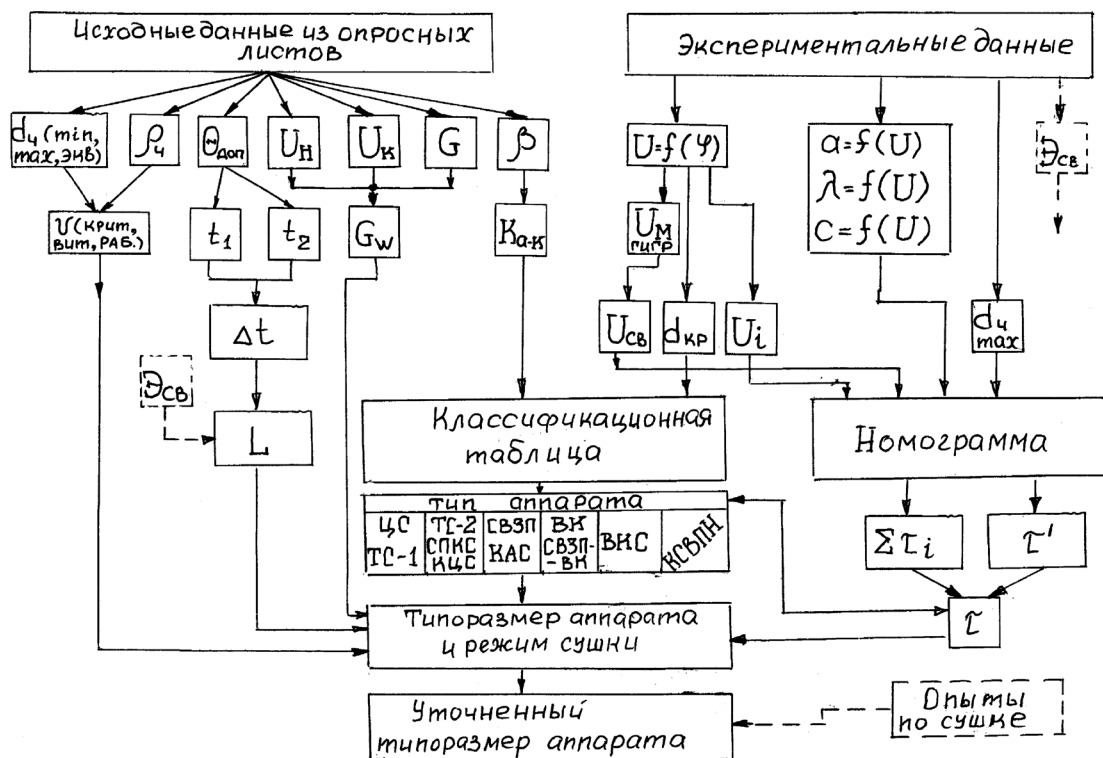 Исходные данные из опросных
листов
Экспериментальные данные
dч (min,
max, экв)
ρч
Θдоп
Uн
Uк
G
β
U=f(φ)
a=f(U)
λ=f(U)
c=f(U)
Эсв
υ(крит,
вит, РАБ.)
t1
t2
Gw
Kа-к
Uм
гигр
Δt
Uсв
dкр
Ui
dч
max
Эсв
L
Классификационная
таблица
Номограмма
тип аппарата
ЦС
ТС-1
ТС-2
СПКС
КЦС
СВЗП
КАС
ВК
СВЗП-
-ВК
ВКС
КСВПН
Στi
τ'
Типоразмер аппарата
и режим сушки
τ
Уточненный
типоразмер аппарата
Опыты
по сушке